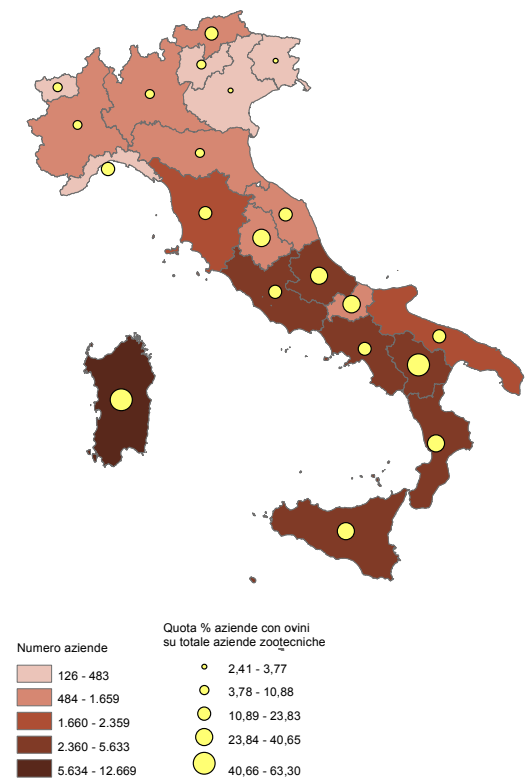 Numero aziende
126 - 483
484 - 1.659
1.660 - 2.359
2.360 - 5.633
5.634 - 12.669
Quota % aziende con ovini
su totale aziende zootecniche
2,41 - 3,77
3,78 - 10,88
10,89 - 23,83
23,84 - 40,65
40,66 - 63,30